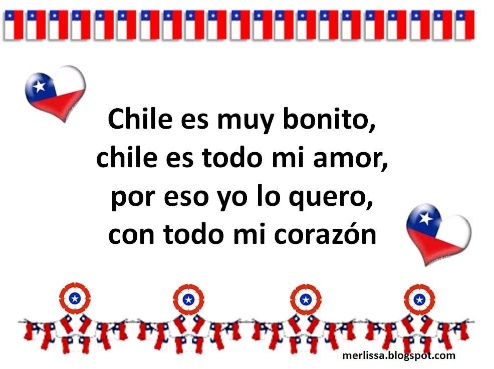 Chile es muy bonito,
chile es todo mi amor,
por eso yo lo quero,
con todo mi corazón
merlissa.blogspot.com